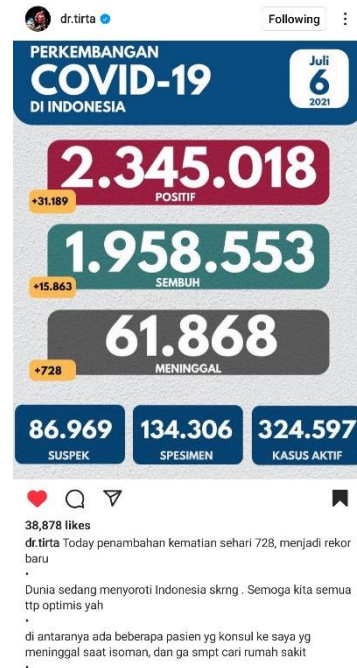 dr.tirta
Following
PERKEMBANGAN
COVID-19
DI INDONESIA
Juli
6
2021
2.345.018
POSITIF
+31.189
1.958.553
SEMBUH
+15.863
61.868
MENINGGAL
+728
86.969
SUSPEK
134.306
SPESIMEN
324.597
KASUS AKTIF
38,878 likes
dr.tirta Today penambahan kematian sehari 728, menjadi rekor
baru
•
Dunia sedang menyoroti Indonesia skrng . Semoga kita semua
ttp optimis yah
•
di antaranya ada beberapa pasien yg konsul ke saya yg
meninggal saat isoman, dan ga smpt cari rumah sakit
•